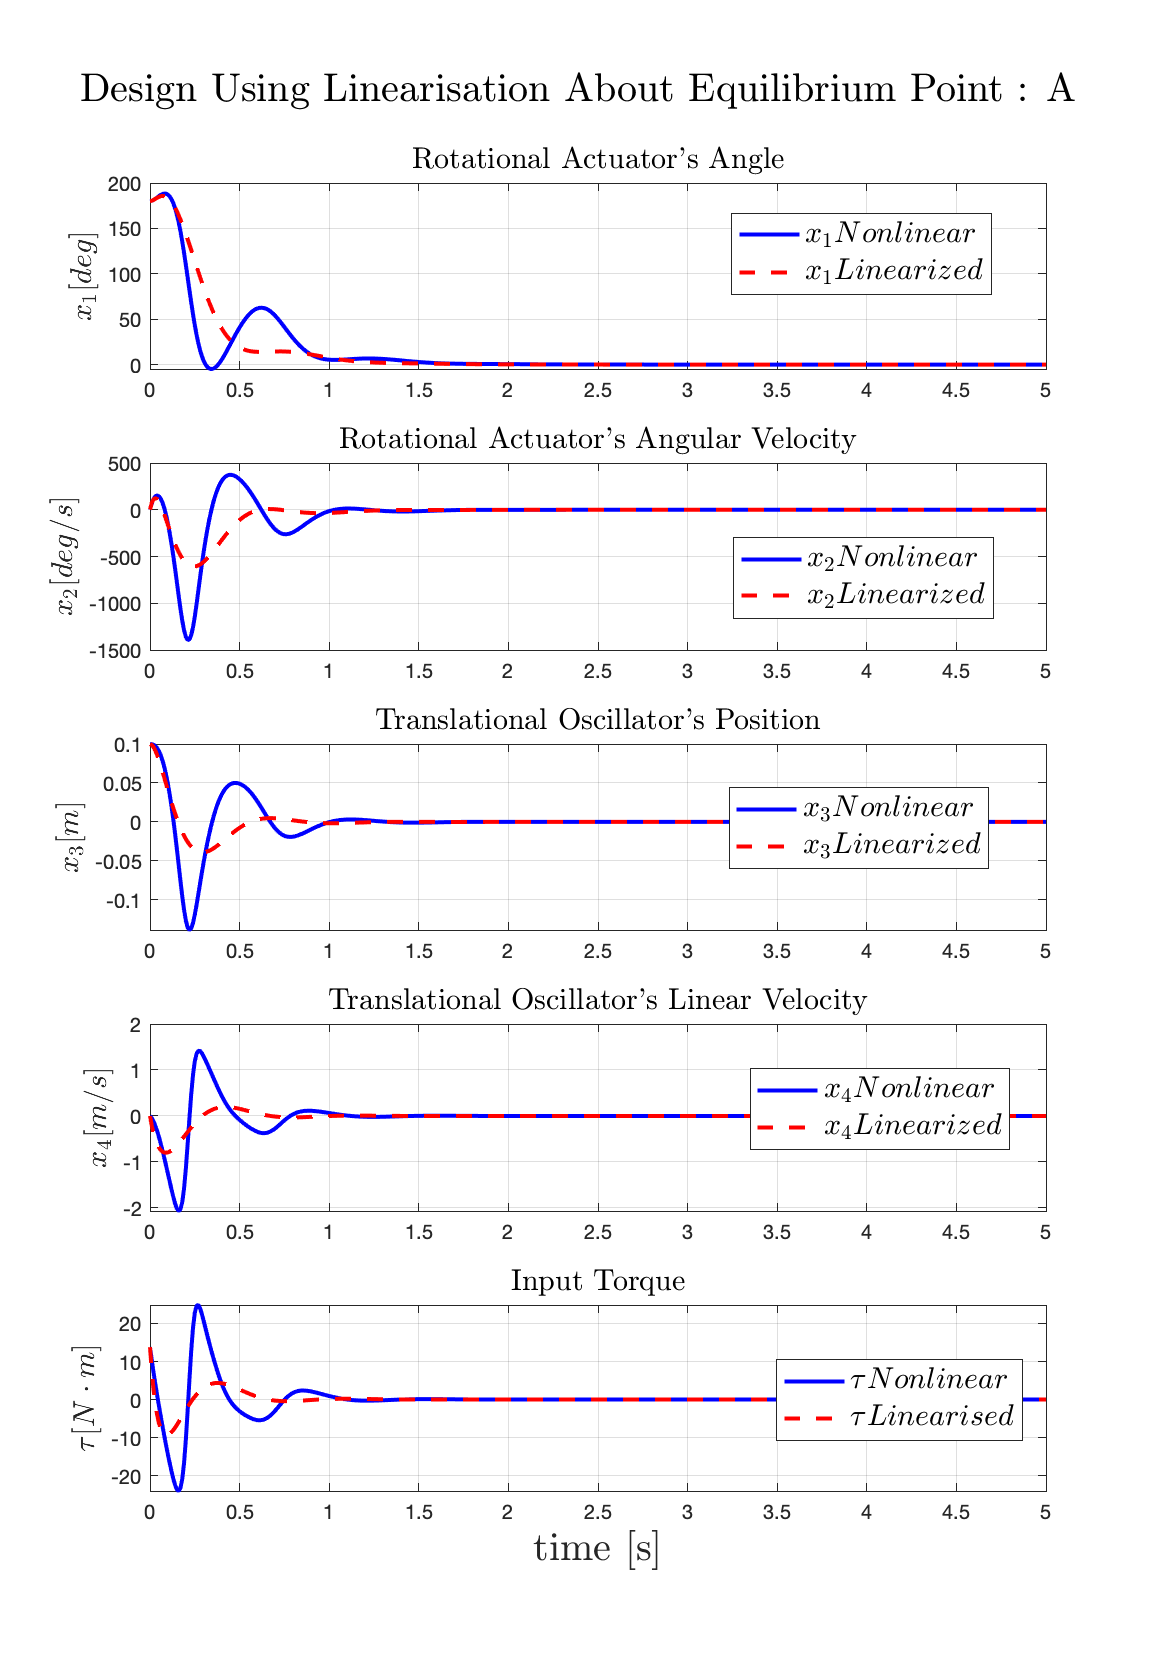 Design Using Linearisation About Equilibrium Point : A
Rotational Actuator's Angle
200
150
100
50
0
x₁[deg]
x₁Nonlinear
x₁Linearized
0 0.5 1 1.5 2 2.5 3 3.5 4 4.5 5
Rotational Actuator's Angular Velocity
500
0
-500
-1000
-1500
x₂[deg/s]
x₂Nonlinear
x₂Linearized
0 0.5 1 1.5 2 2.5 3 3.5 4 4.5 5
Translational Oscillator's Position
0.1
0.05
0
-0.05
-0.1
x₃[m]
x₃Nonlinear
x₃Linearized
0 0.5 1 1.5 2 2.5 3 3.5 4 4.5 5
Translational Oscillator's Linear Velocity
2
1
0
-1
-2
x₄[m/s]
x₄Nonlinear
x₄Linearized
0 0.5 1 1.5 2 2.5 3 3.5 4 4.5 5
Input Torque
20
10
0
-10
-20
τ[N · m]
τNonlinear
τLinearised
0 0.5 1 1.5 2 2.5 3 3.5 4 4.5 5
time [s]